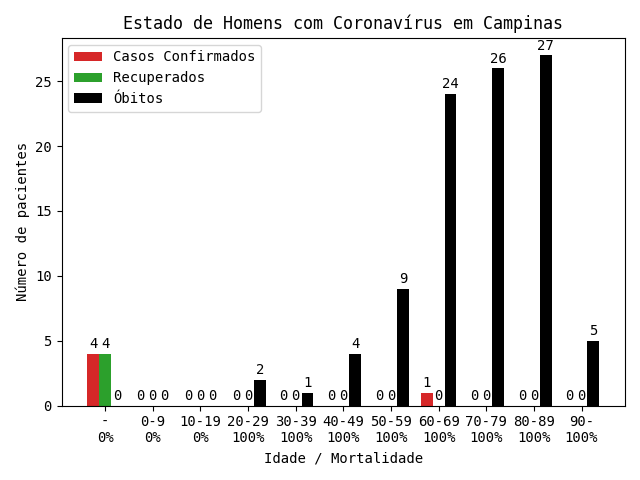 Estado de Homens com Coronavírus em Campinas
Casos Confirmados
Recuperados
Óbitos
Número de pacientes
25
20
15
10
5
0
4 4 0
0 0 0
0 0 0
0 0 2
0 0 1
0 0 4
0 0 9
1 0 24
0 0 26
0 0 27
0 0 5
- 0-9 10-19 20-29 30-39 40-49 50-59 60-69 70-79 80-89 90-
0% 0% 0% 100% 100% 100% 100% 100% 100% 100% 100%
Idade / Mortalidade